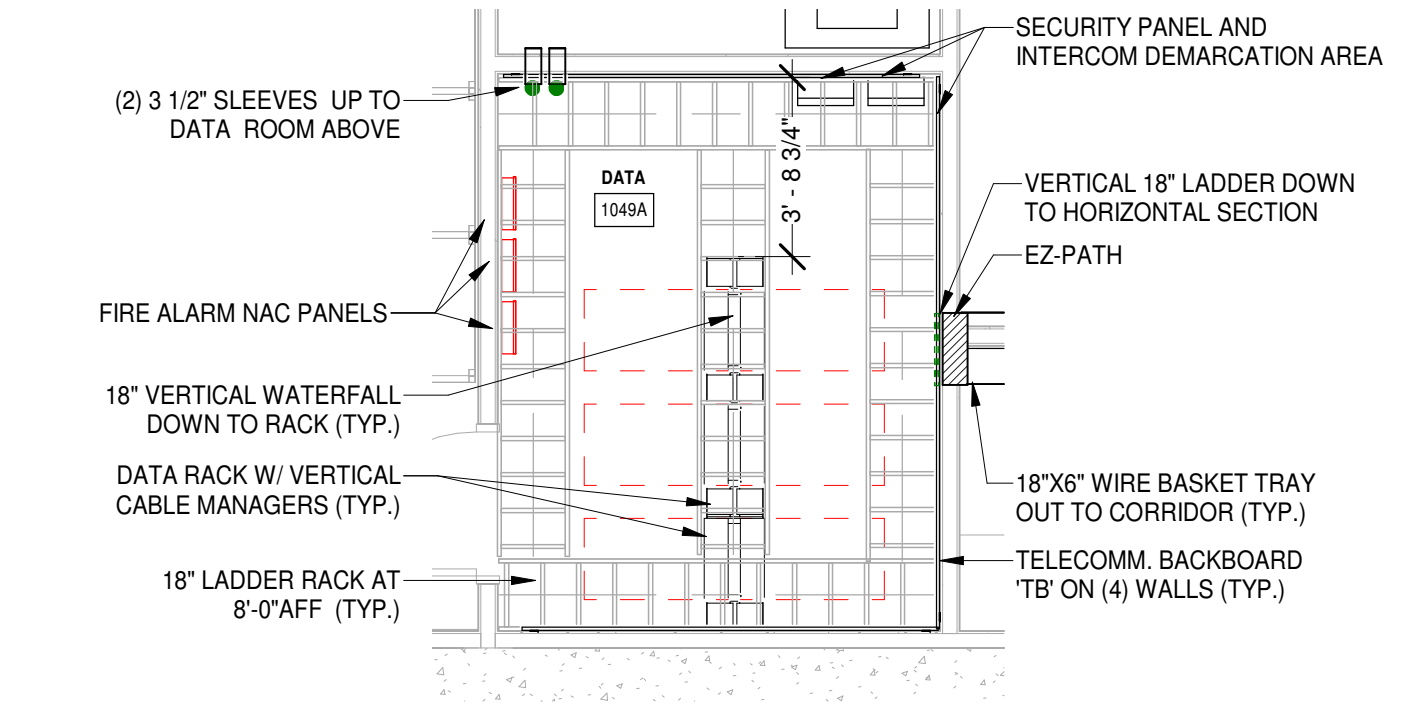 SECURITY PANEL AND
INTERCOM DEMARCATION AREA
(2) 3 1/2" SLEEVES UP TO
DATA ROOM ABOVE
3' - 8 3/4"
DATA
1049A
VERTICAL 18" LADDER DOWN
TO HORIZONTAL SECTION
EZ-PATH
FIRE ALARM NAC PANELS
18" VERTICAL WATERFALL
DOWN TO RACK (TYP.)
DATA RACK W/ VERTICAL
CABLE MANAGERS (TYP.)
18"X6" WIRE BASKET TRAY
OUT TO CORRIDOR (TYP.)
TELECOMM. BACKBOARD
'TB' ON (4) WALLS (TYP.)
18" LADDER RACK AT
8'-0"AFF (TYP.)